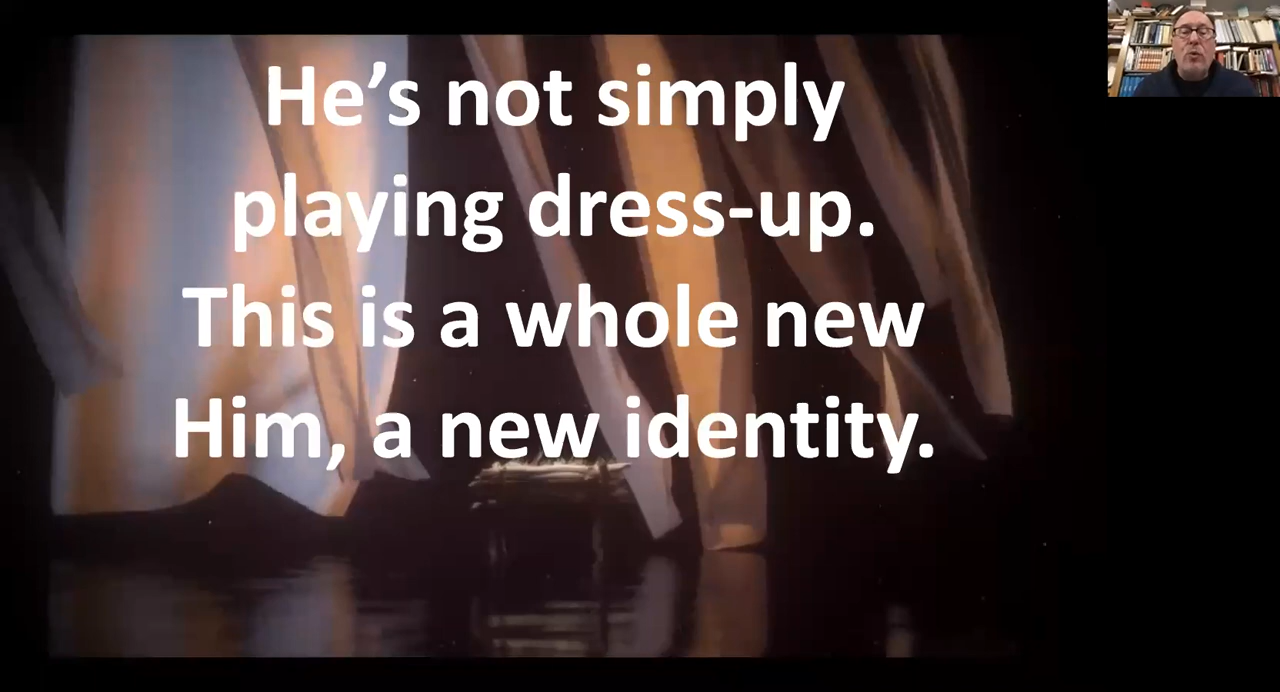 He’s not simply
playing dress-up.
This is a whole new
Him, a new identity.